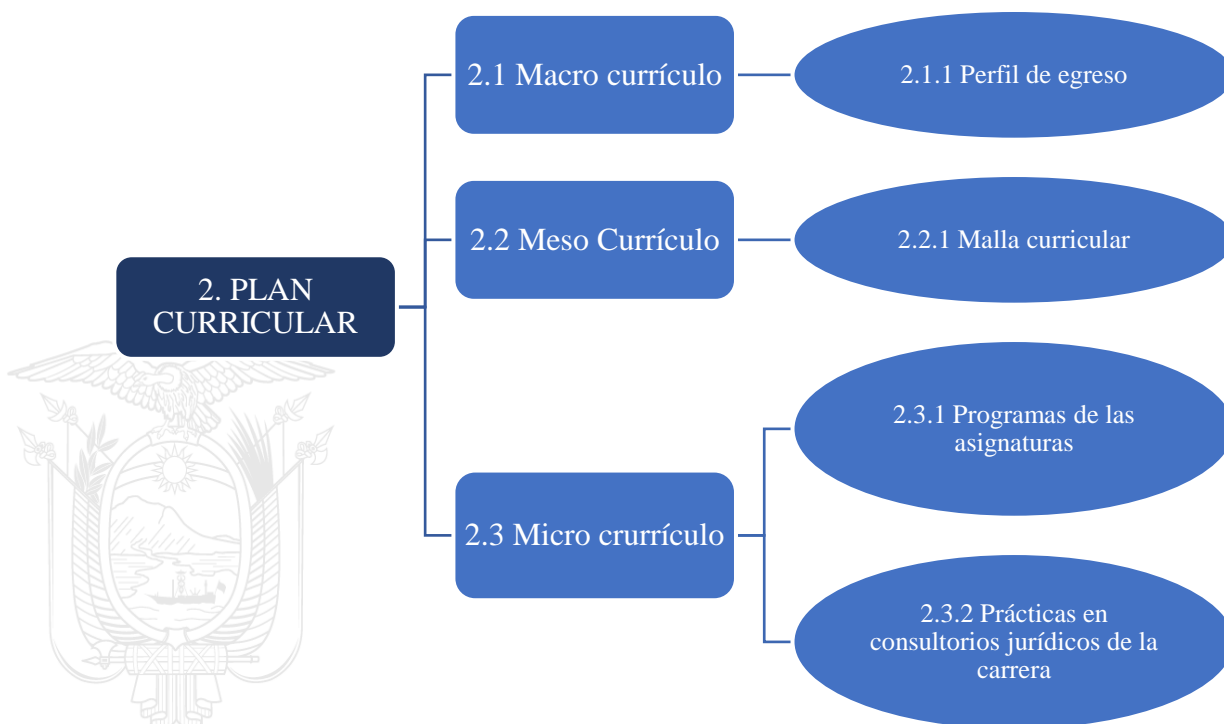 2.1 Macro currículo
2.1.1 Perfil de egreso
2.2 Meso Currículo
2.2.1 Malla curricular
2. PLAN
CURRICULAR
2.3 Micro crurrículo
2.3.1 Programas de las
asignaturas
2.3.2 Prácticas en
consultorios jurídicos de la
carrera